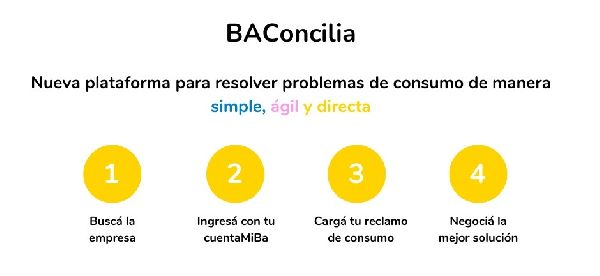 BAConcilia
Nueva plataforma para resolver problemas de consumo de manera
simple, ágil y directa
1
2
3
4
Buscá la
empresa
Ingresá con tu
cuentaMiBa
Cargá tu reclamo
de consumo
Negociá la
mejor solución